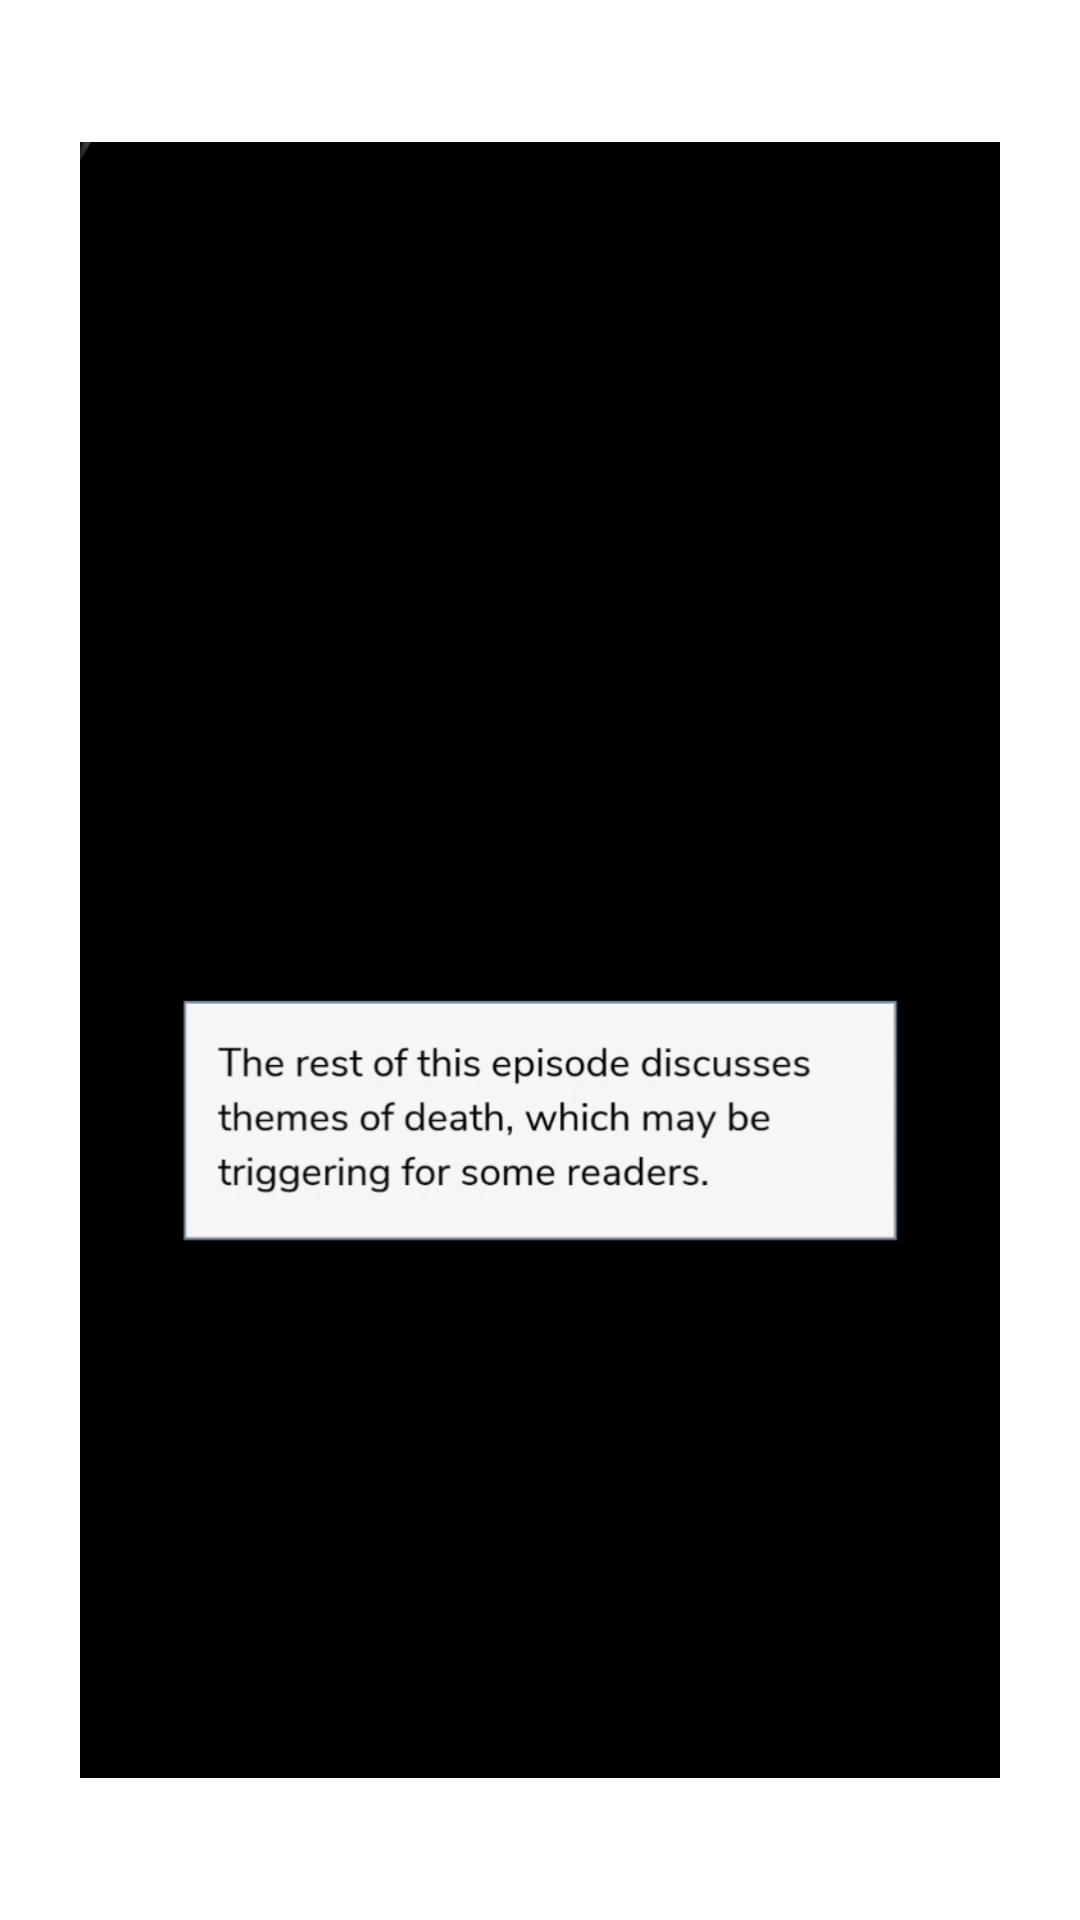 The rest of this episode discusses
themes of death, which may be
triggering for some readers.